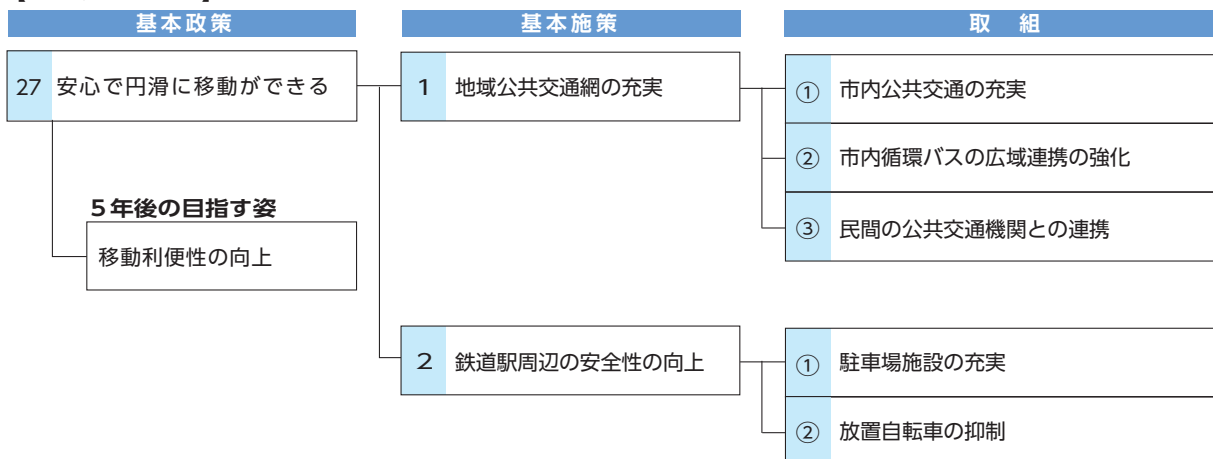 基本政策
基本施策
取 組
27 安心で円滑に移動ができる
5年後の目指す姿
移動利便性の向上
1 地域公共交通網の充実
① 市内公共交通の充実
② 市内循環バスの広域連携の強化
③ 民間の公共交通機関との連携
2 鉄道駅周辺の安全性の向上
① 駐車場施設の充実
② 放置自転車の抑制